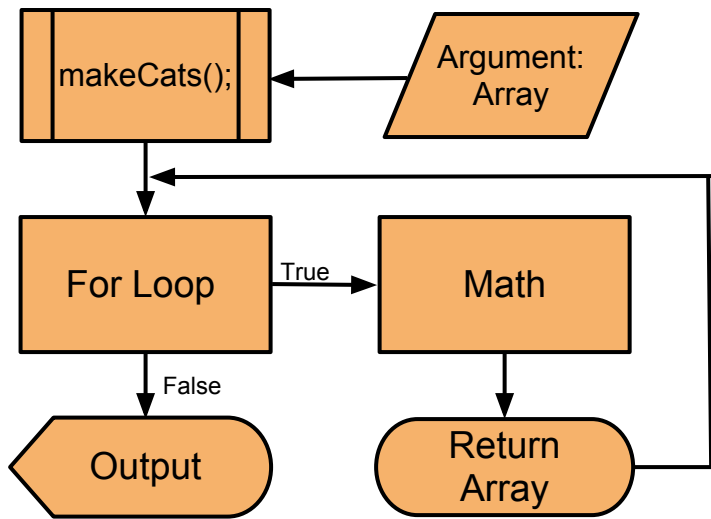 makeCats();
Argument:
Array
For Loop
True
Math
False
Output
Return
Array